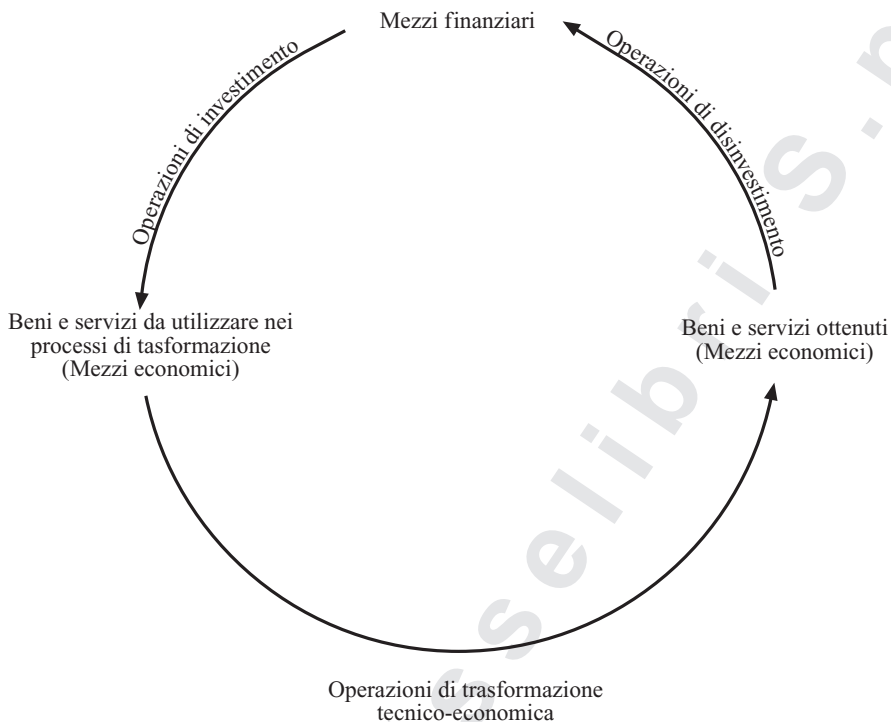 Mezzi finanziari
Operazioni di investimento
Operazioni di disinvestimento
Beni e servizi da utilizzare nei
processi di tasformazione
(Mezzi economici)
Beni e servizi ottenuti
(Mezzi economici)
Operazioni di trasformazione
tecnico-economica
sselibri S.p